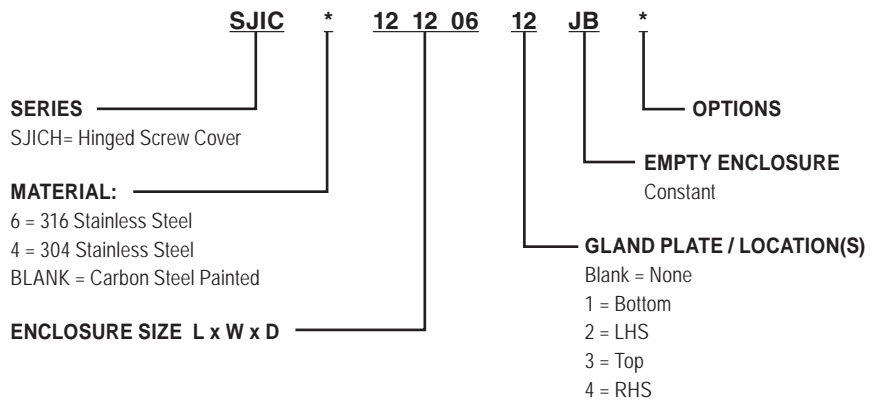 SJIC * 12 12 06 12 JB *
SERIES
SJICH= Hinged Screw Cover
MATERIAL:
6 = 316 Stainless Steel
4 = 304 Stainless Steel
BLANK = Carbon Steel Painted
ENCLOSURE SIZE L x W x D
OPTIONS
EMPTY ENCLOSURE
Constant
GLAND PLATE / LOCATION(S)
Blank = None
1 = Bottom
2 = LHS
3 = Top
4 = RHS